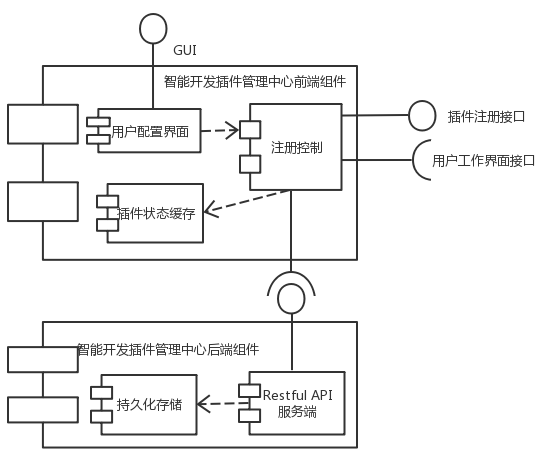 GUI
智能开发插件管理中心前端组件
用户配置界面
注册控制
插件注册接口
用户工作界面接口
插件状态缓存
智能开发插件管理中心后端组件
持久化存储
Restful API
服务端